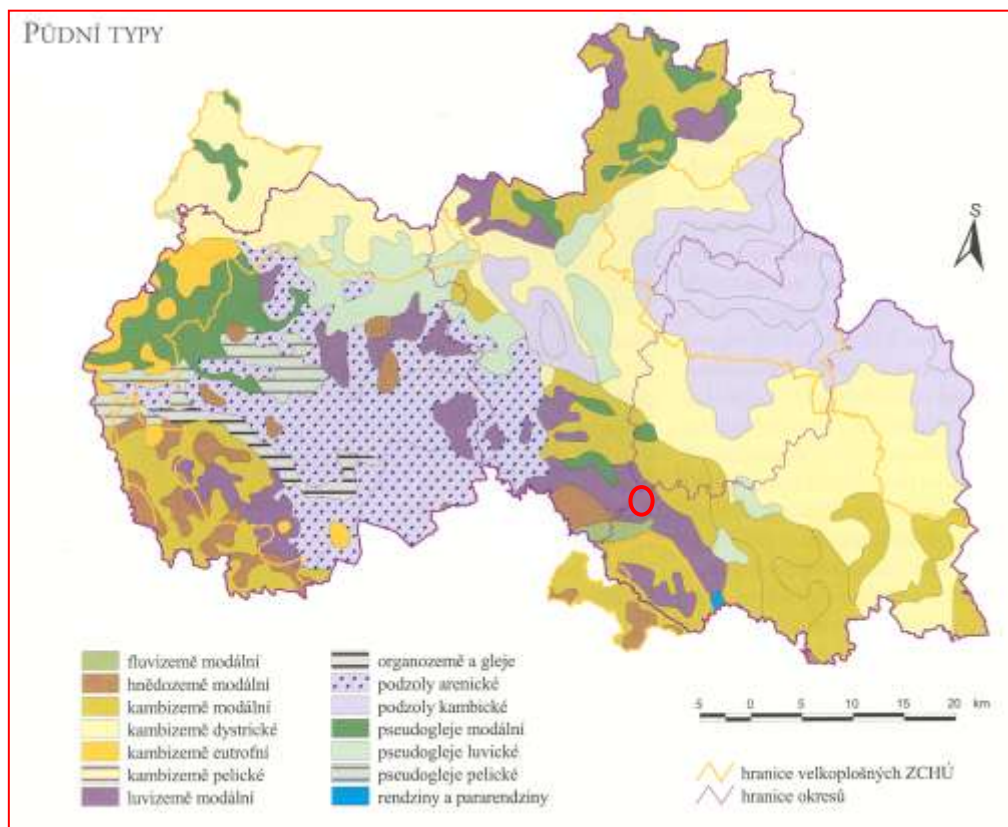 PŮDNÍ TYPY
S
fluvizemě modální
hnědozemě modální
kambizemě modální
kambizemě dystrické
kambizemě eutrofní
kambizemě pelické
luvizemě modální
organozemě a gleje
podzoly arenické
podzoly kambické
pseudogleje modální
pseudogleje luvické
pseudogleje pelické
rendziny a pararendziny
-5 0 5 10 15 20 km
hranice velkoplošných ZCHÚ
hranice okresů